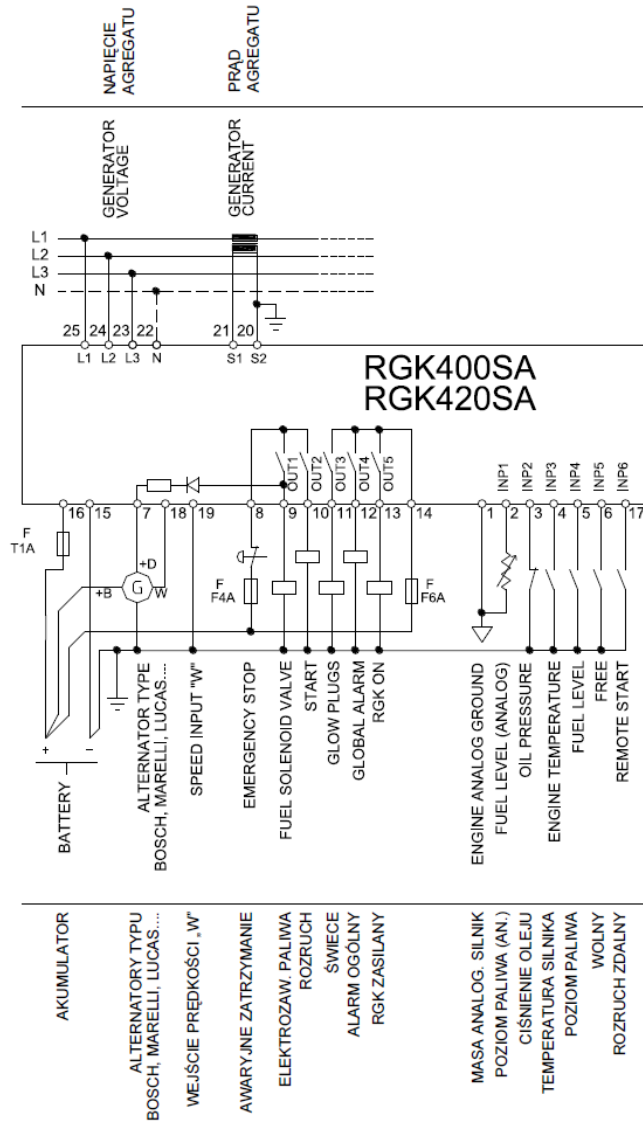 NAPIĘCIE
AGREGATU
PRĄD
AGREGATU
GENERATOR
VOLTAGE
GENERATOR
CURRENT
L1
L2
L3
N
25 24 23 22 21 20
L1 L2 L3 N S1 S2
RGK400SA
RGK420SA
OUT1 OUT2 OUT3 OUT4 OUT5
INP1 INP2 INP3 INP4 INP5 INP6
16 15 7 18 19 8 9 10 11 12 13 14 1 2 3 4 5 6 17
F
T1A
+D
+B
G
W
F
F4A
F
F6A
+ −
BATTERY
ALTERNATOR TYPE
BOSCH, MARELLI, LUCAS....
SPEED INPUT "W"
EMERGENCY STOP
FUEL SOLENOID VALVE
START
GLOW PLUGS
GLOBAL ALARM
RGK ON
ENGINE ANALOG GROUND
FUEL LEVEL (ANALOG)
OIL PRESSURE
ENGINE TEMPERATURE
FUEL LEVEL
FREE
REMOTE START
AKUMULATOR
ALTERNATORY TYPU
BOSCH, MARELLI, LUCAS....
WEJŚCIE PRĘDKOŚCI „W”
AWARYJNE ZATRZYMANIE
ELEKTROZAW. PALIWA
ROZRUCH
ŚWIECE
ALARM OGÓLNY
RGK ZASILANY
MASA ANALOG. SILNIK
POZIOM PALIWA (AN.)
CIŚNIENIE OLEJU
TEMPERATURA SILNIKA
POZIOM PALIWA
WOLNY
ROZRUCH ZDALNY